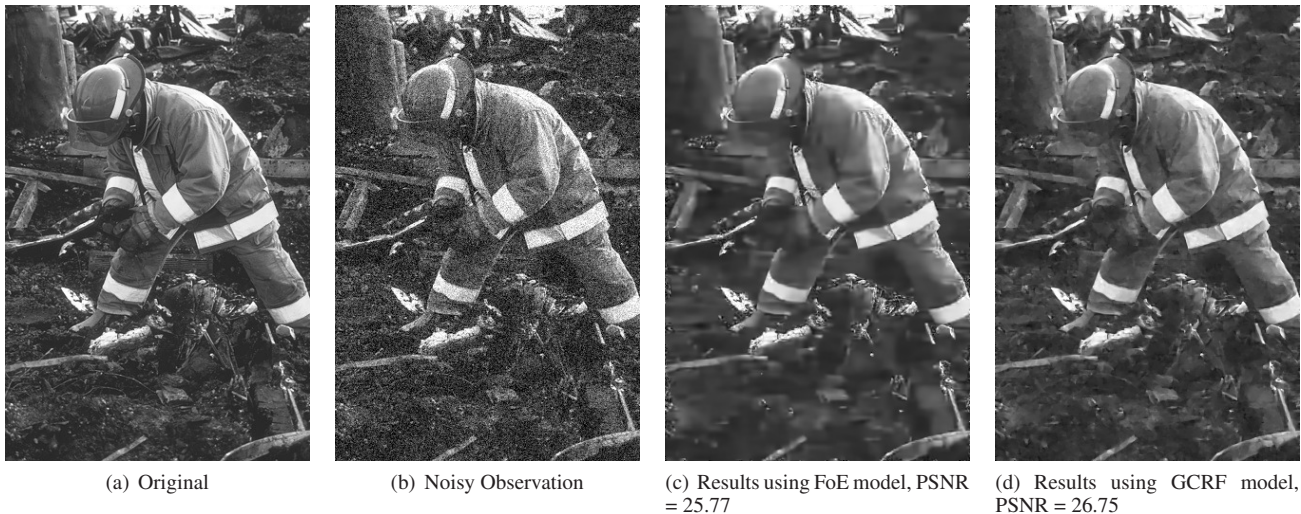 (a) Original
(b) Noisy Observation
(c) Results using FoE model, PSNR
= 25.77
(d) Results using GCRF model,
PSNR = 26.75